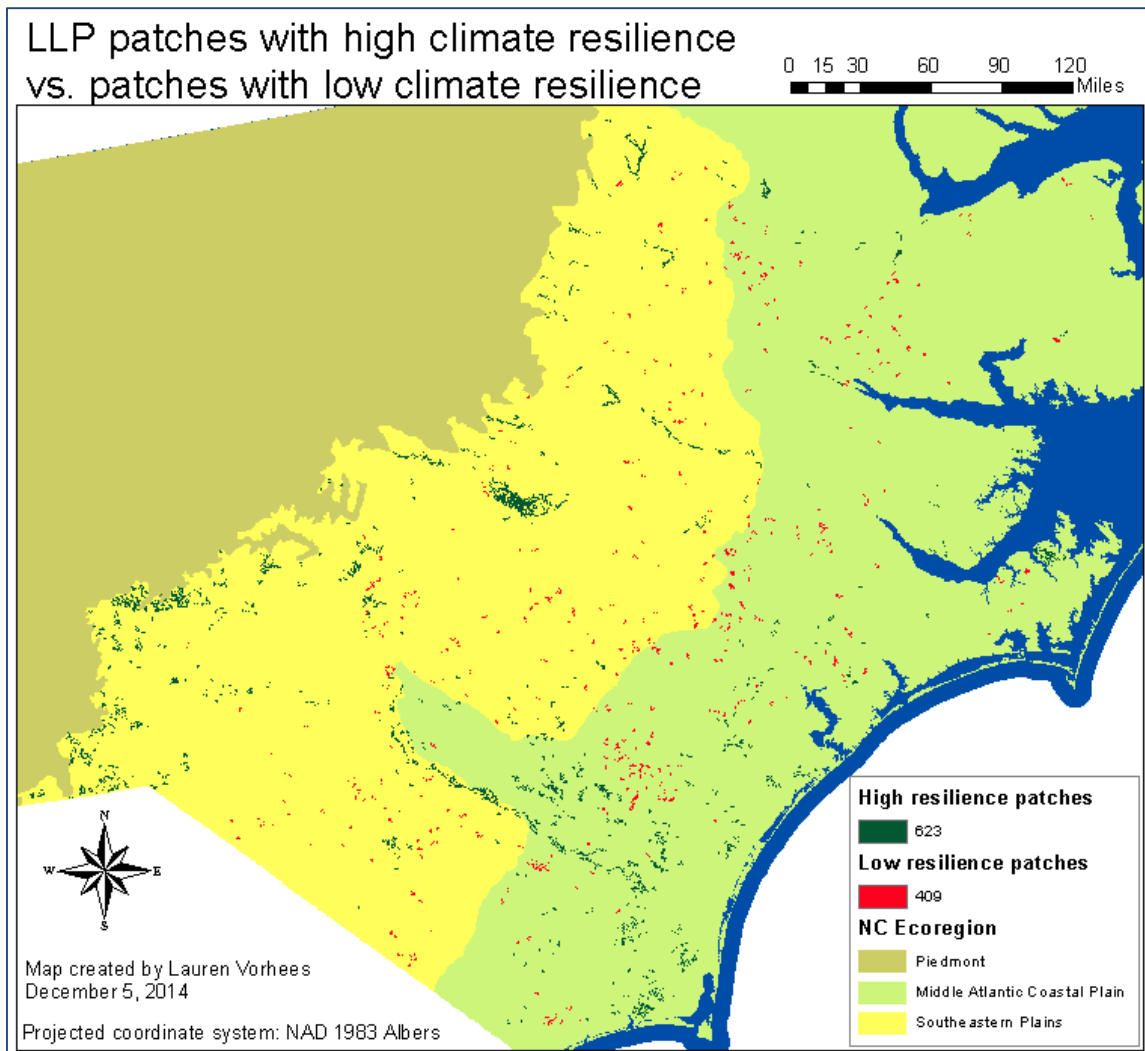 LLP patches with high climate resilience
vs. patches with low climate resilience
0 15 30 60 90 120
Miles
N
W E
S
Map created by Lauren Vorhees
December 5, 2014
Projected coordinate system: NAD 1983 Albers
High resilience patches
623
Low resilience patches
409
NC Ecoregion
Piedmont
Middle Atlantic Coastal Plain
Southeastern Plains